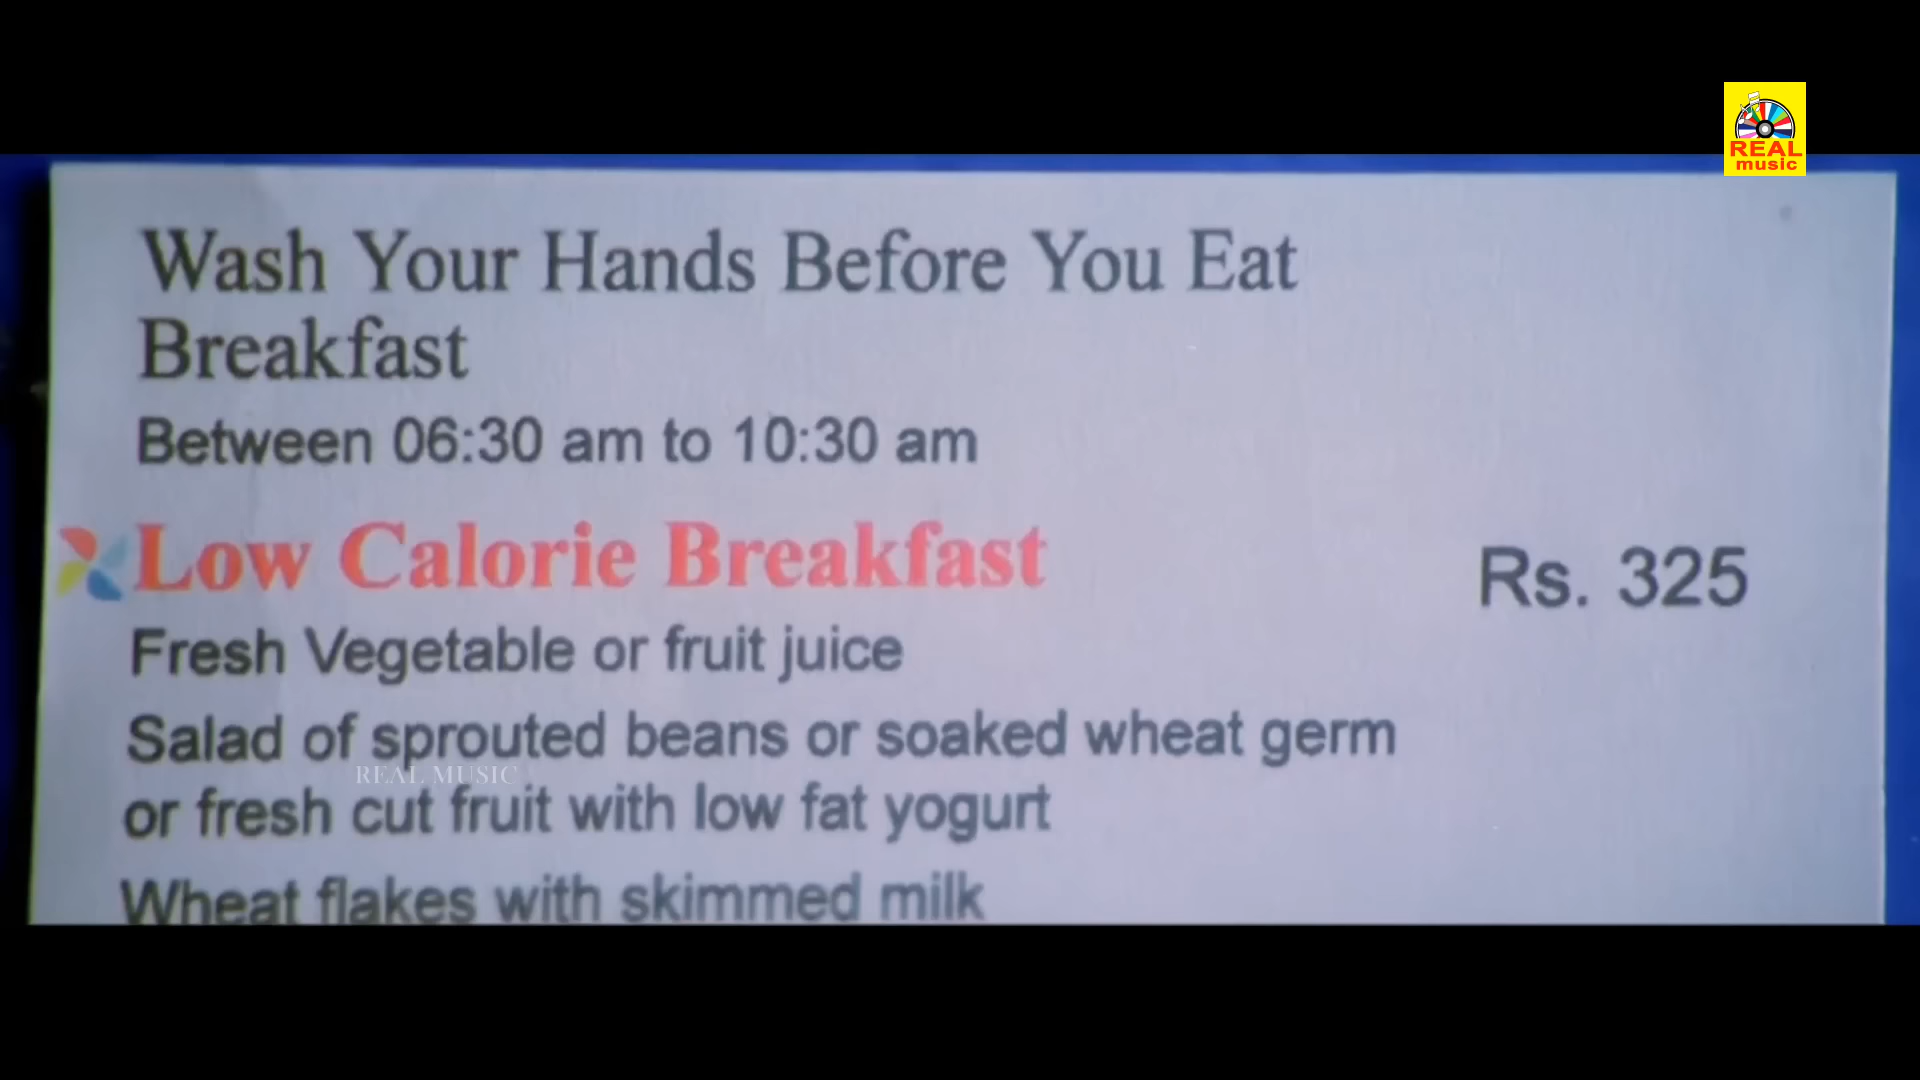 REAL
music
Wash Your Hands Before You Eat
Breakfast
Between 06:30 am to 10:30 am
Low Calorie Breakfast
Rs. 325
Fresh Vegetable or fruit juice
Salad of sprouted beans or soaked wheat germ
REAL MUSIC
or fresh cut fruit with low fat yogurt
Wheat flakes with skimmed milk